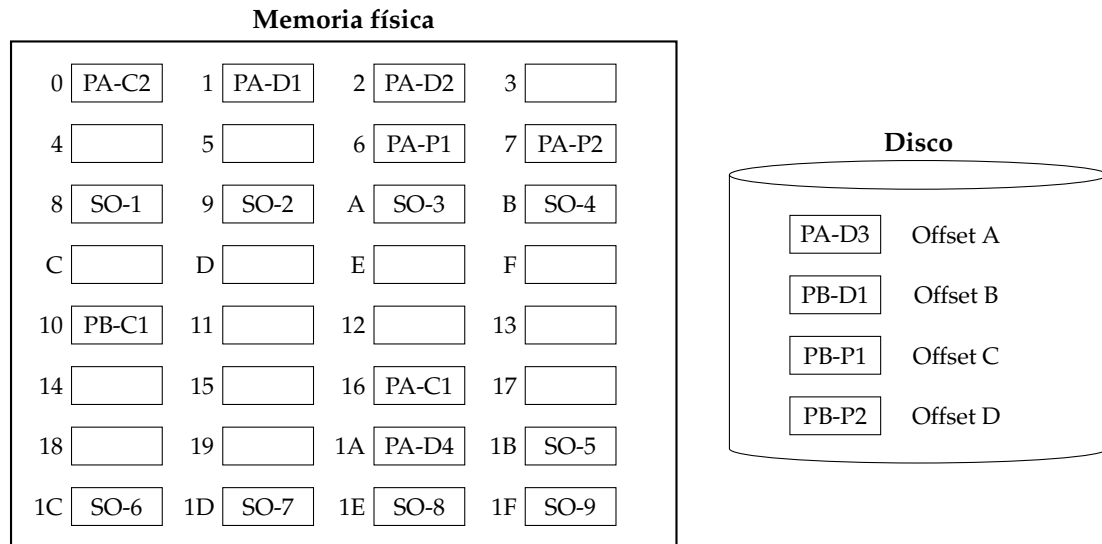 Memoria física
0 PA-C2 1 PA-D1 2 PA-D2 3
4 5 6 PA-P1 7 PA-P2
8 SO-1 9 SO-2 A SO-3 B SO-4
C D E F
10 PB-C1 11 12 13
14 15 16 PA-C1 17
18 19 1A PA-D4 1B SO-5
1C SO-6 1D SO-7 1E SO-8 1F SO-9
Disco
PA-D3 Offset A
PB-D1 Offset B
PB-P1 Offset C
PB-P2 Offset D